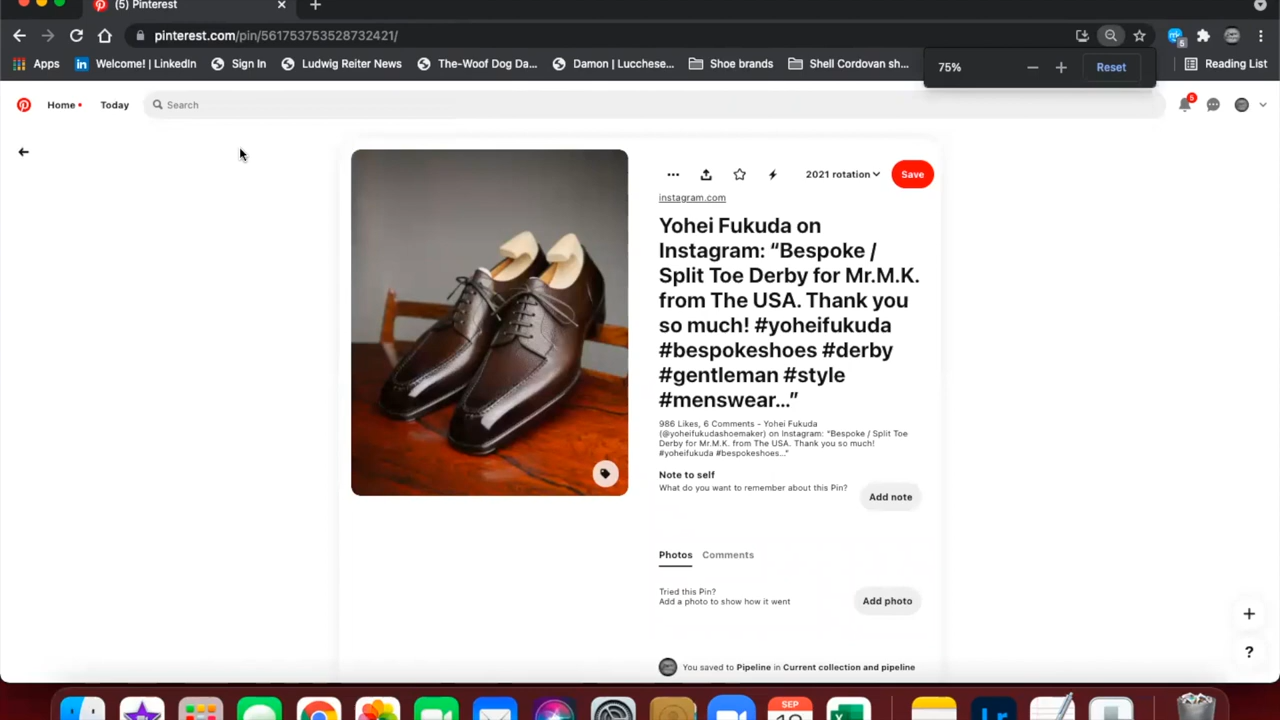 (5) Pinterest
pinterest.com/pin/561753753528732421/
5
Apps
Welcome! | LinkedIn
Sign In
Ludwig Reiter News
The-Woof Dog Da...
Damon | Lucchese...
Shoe brands
Shell Cordovan sh...
75%
Reset
Reading List
Home
Today
Search
5
2021 rotation
Save
instagram.com
Yohei Fukuda on
Instagram: “Bespoke /
Split Toe Derby for Mr.M.K.
from The USA. Thank you
so much! #yoheifukuda
#bespokeshoes #derby
#gentleman #style
#menswear...”
986 Likes, 6 Comments - Yohei Fukuda
(@yoheifukudashoemaker) on Instagram: "Bespoke / Split Toe
Derby for Mr.M.K. from The USA. Thank you so much!
#yoheifukuda #bespokeshoes..."
Note to self
What do you want to remember about this Pin?
Add note
Photos Comments
Tried this Pin?
Add a photo to show how it went
Add photo
You saved to Pipeline in Current collection and pipeline
?
SEP
Lr